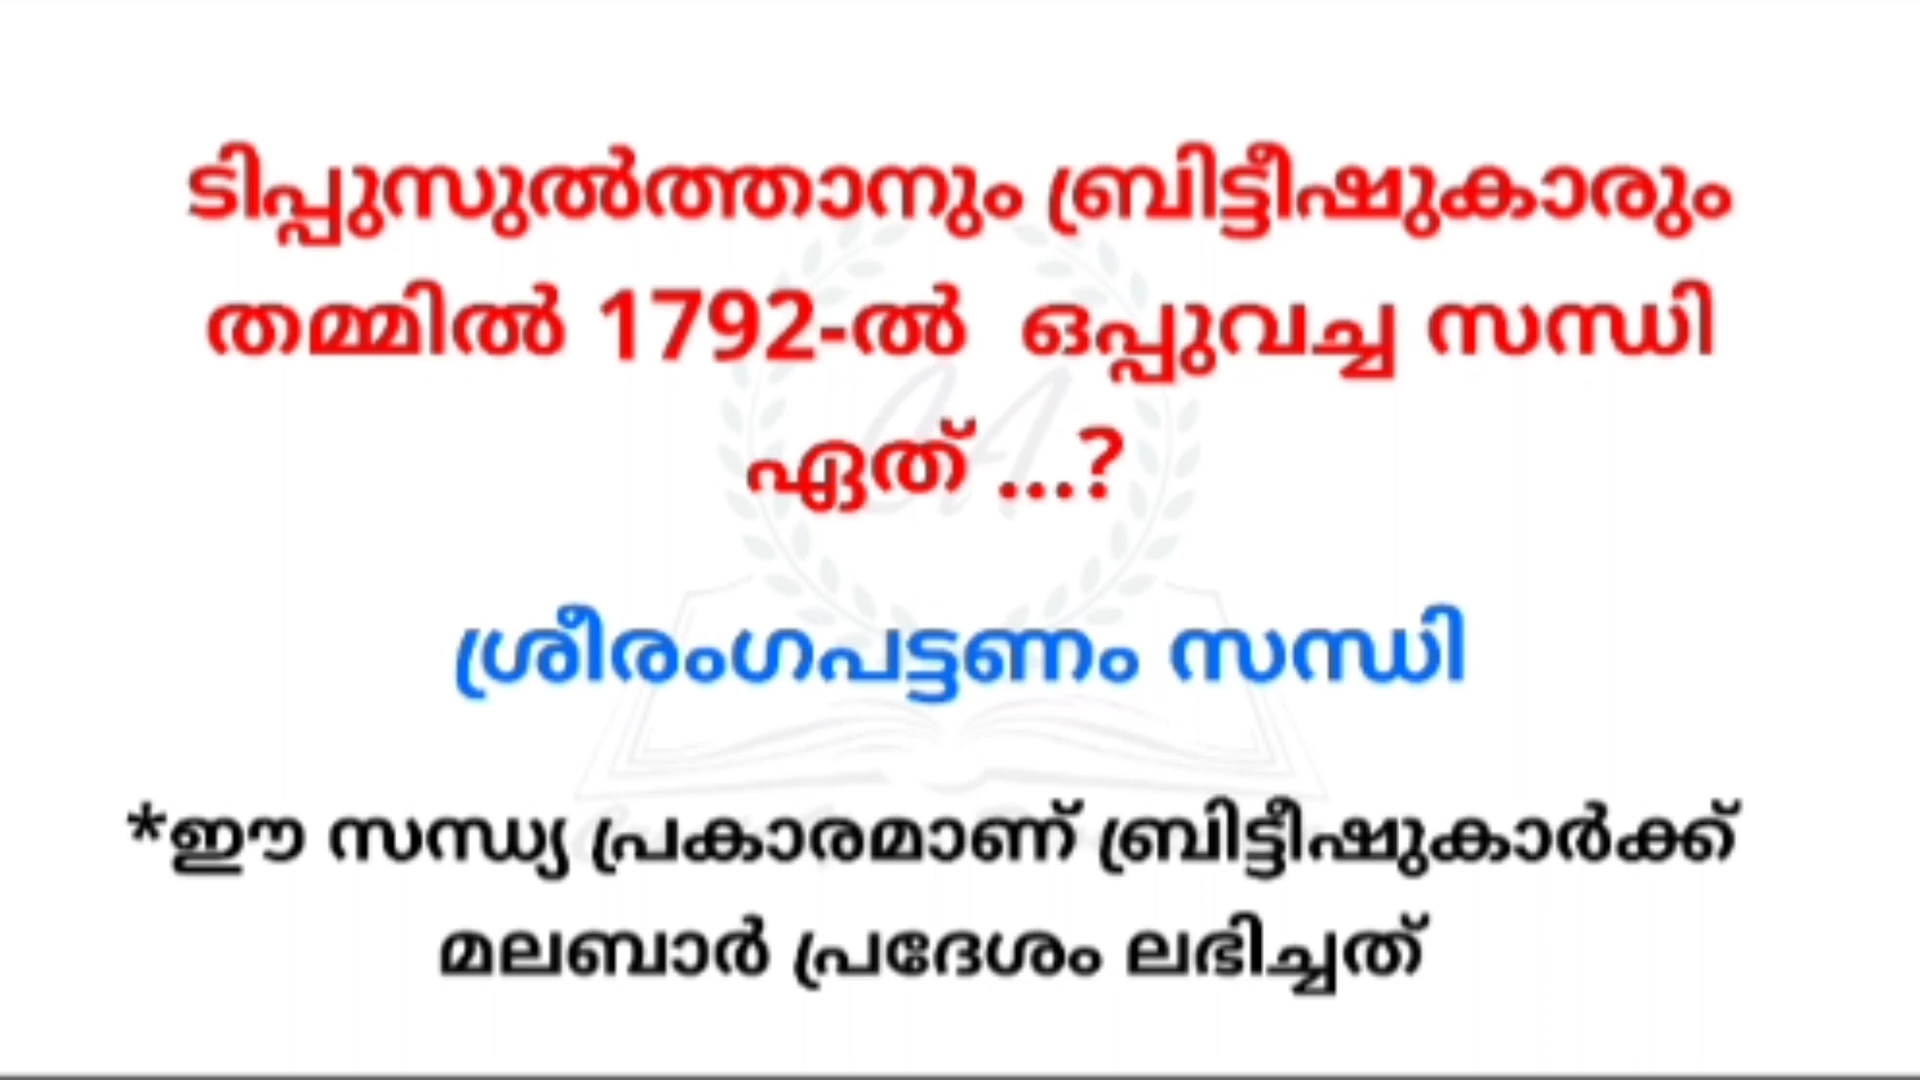 ടിപ്പുസുൽത്താനും ബ്രിട്ടീഷുകാരും
തമ്മിൽ 1792-ൽ ഒപ്പുവച്ച സന്ധി
ഏത് ...?
ശ്രീരംഗപട്ടണം സന്ധി
*ഈ സന്ധ്യ പ്രകാരമാണ് ബ്രിട്ടീഷുകാർക്ക്
മലബാർ പ്രദേശം ലഭിച്ചത്